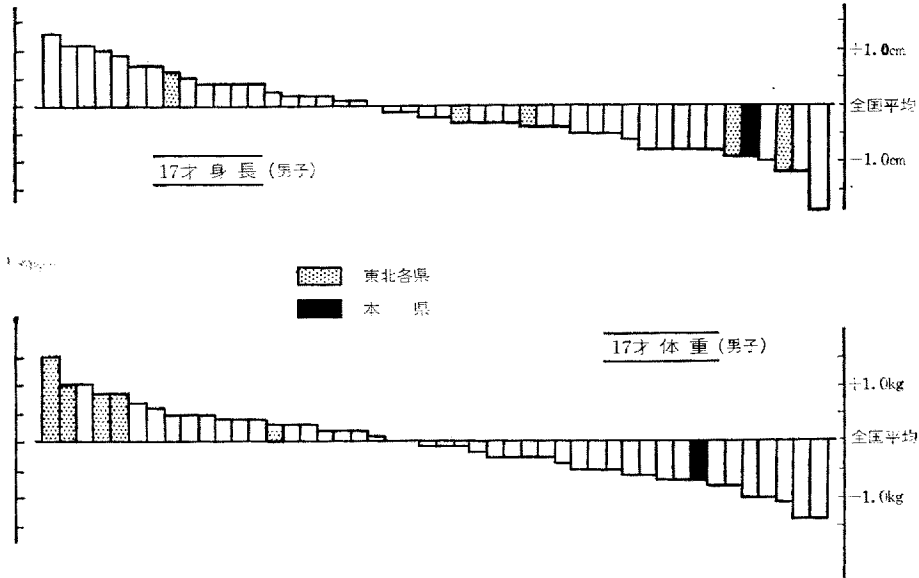 +1.0cm
全国平均
-1.0cm
17才 身 長 (男子)
東北各県
本 県
17才 体 重 (男子)
+1.0kg
全国平均
-1.0kg